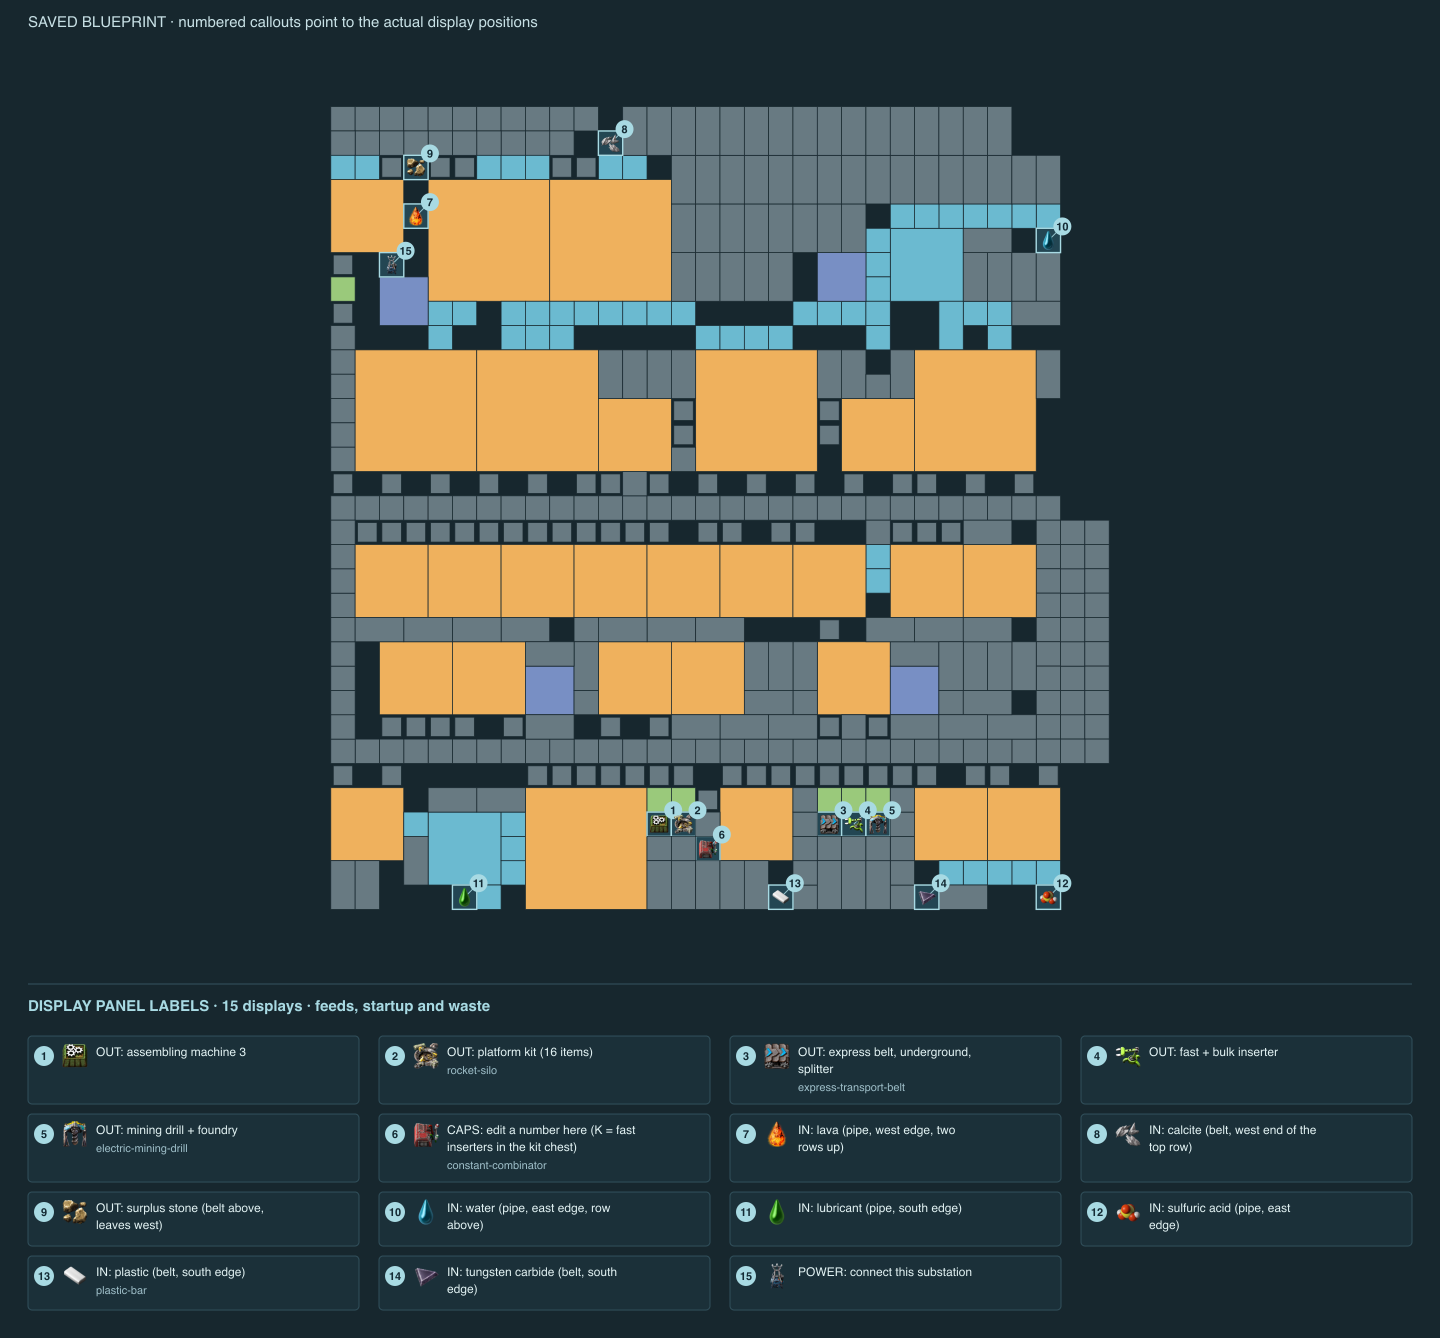 SAVED BLUEPRINT · numbered callouts point to the actual display positions
8
9
7
10
15
1
2
3
4
5
6
11
13
14
12
DISPLAY PANEL LABELS · 15 displays · feeds, startup and waste
1
OUT: assembling machine 3
2
OUT: platform kit (16 items)
rocket-silo
3
OUT: express belt, underground,
splitter
express-transport-belt
4
OUT: fast + bulk inserter
5
OUT: mining drill + foundry
electric-mining-drill
6
CAPS: edit a number here (K = fast
inserters in the kit chest)
constant-combinator
7
IN: lava (pipe, west edge, two
rows up)
8
IN: calcite (belt, west end of the
top row)
9
OUT: surplus stone (belt above,
leaves west)
10
IN: water (pipe, east edge, row
above)
11
IN: lubricant (pipe, south edge)
12
IN: sulfuric acid (pipe, east
edge)
13
IN: plastic (belt, south edge)
plastic-bar
14
IN: tungsten carbide (belt, south
edge)
15
POWER: connect this substation